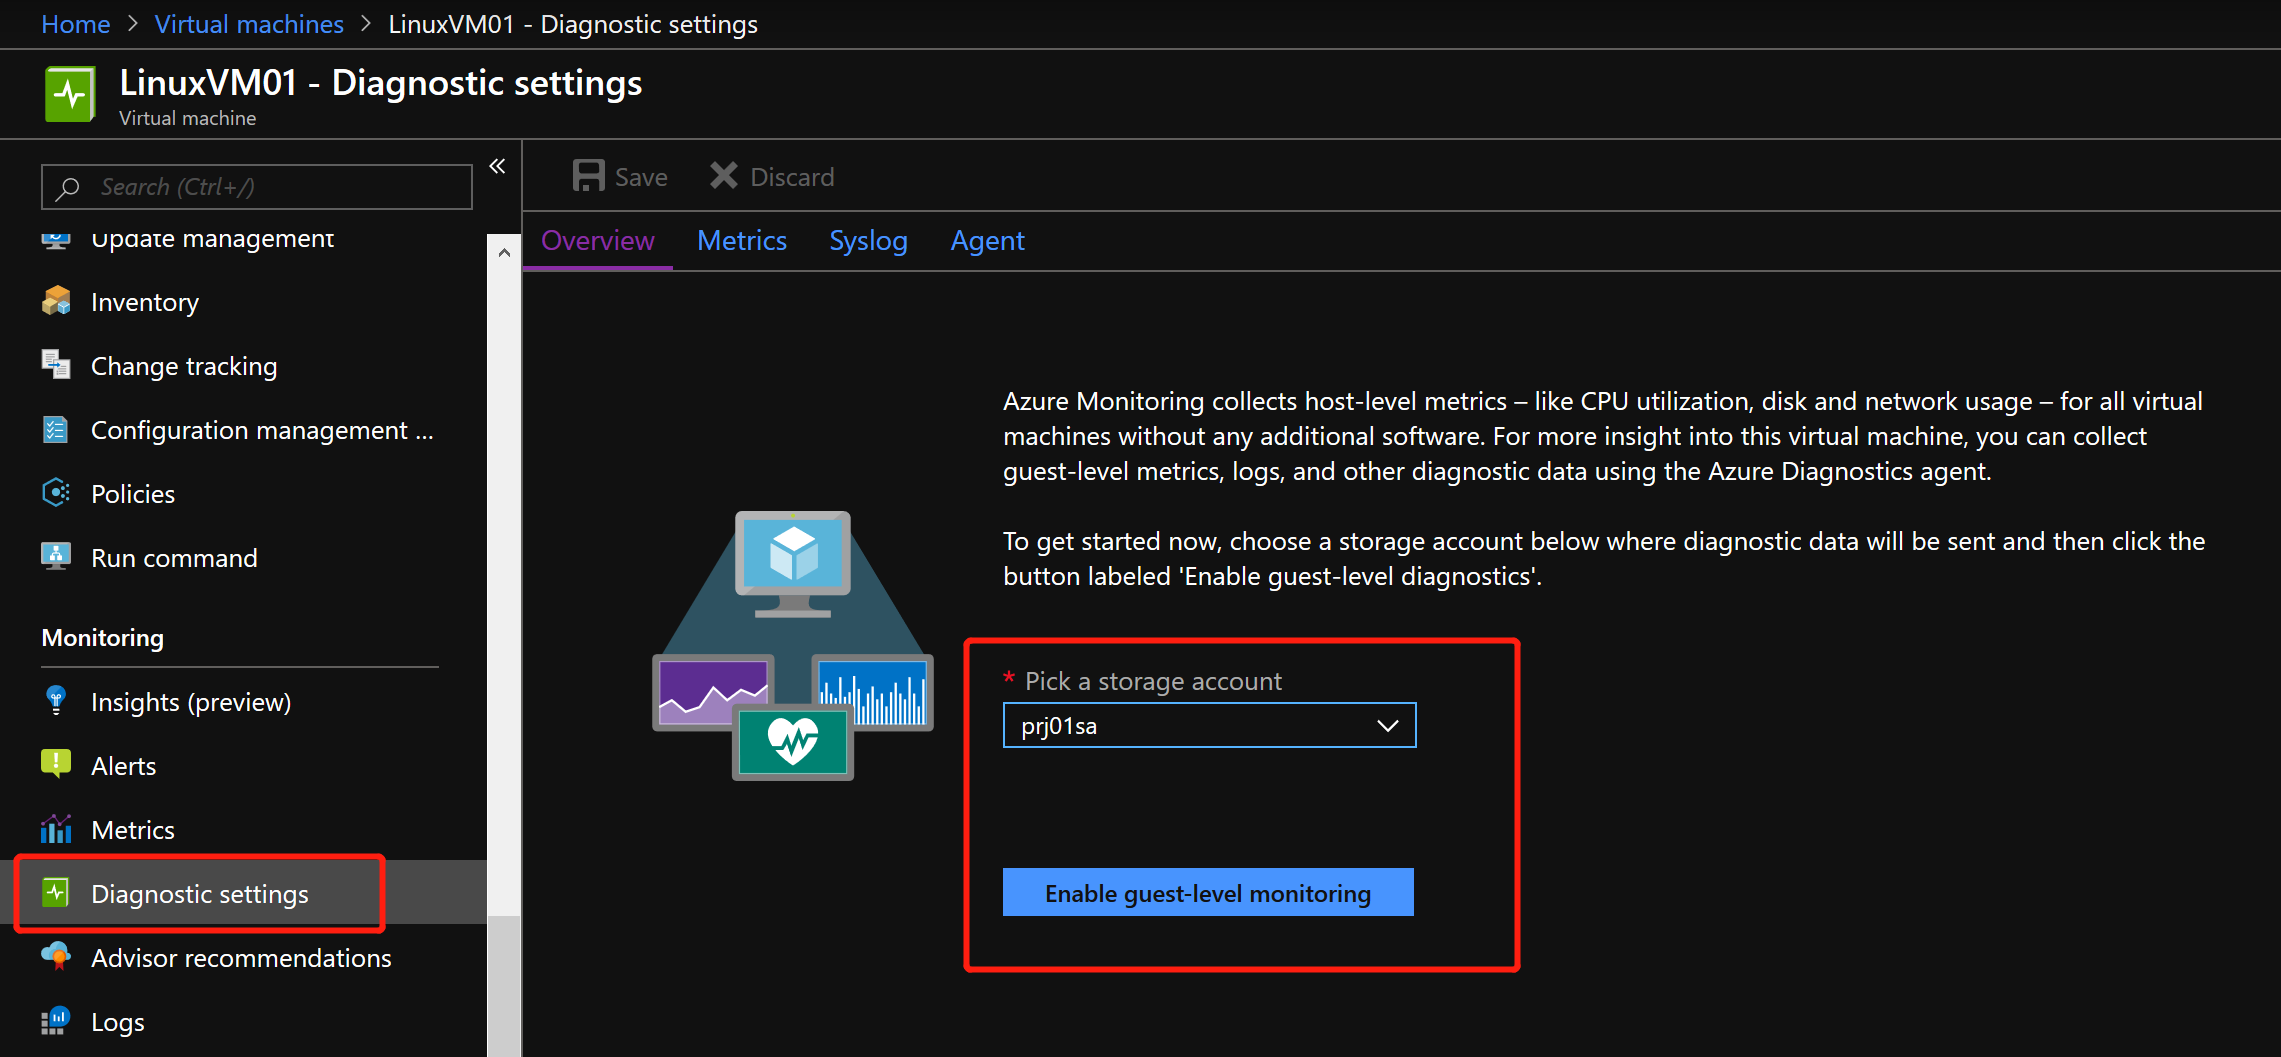 Home > Virtual machines > LinuxVM01 - Diagnostic settings
LinuxVM01 - Diagnostic settings
Virtual machine
Search (Ctrl+/)
Update management
Inventory
Change tracking
Configuration management ...
Policies
Run command
Monitoring
Insights (preview)
Alerts
Metrics
Diagnostic settings
Advisor recommendations
Logs
Save Discard
Overview Metrics Syslog Agent
Azure Monitoring collects host-level metrics – like CPU utilization, disk and network usage – for all virtual
machines without any additional software. For more insight into this virtual machine, you can collect
guest-level metrics, logs, and other diagnostic data using the Azure Diagnostics agent.
To get started now, choose a storage account below where diagnostic data will be sent and then click the
button labeled 'Enable guest-level diagnostics'.
* Pick a storage account
prj01sa
Enable guest-level monitoring